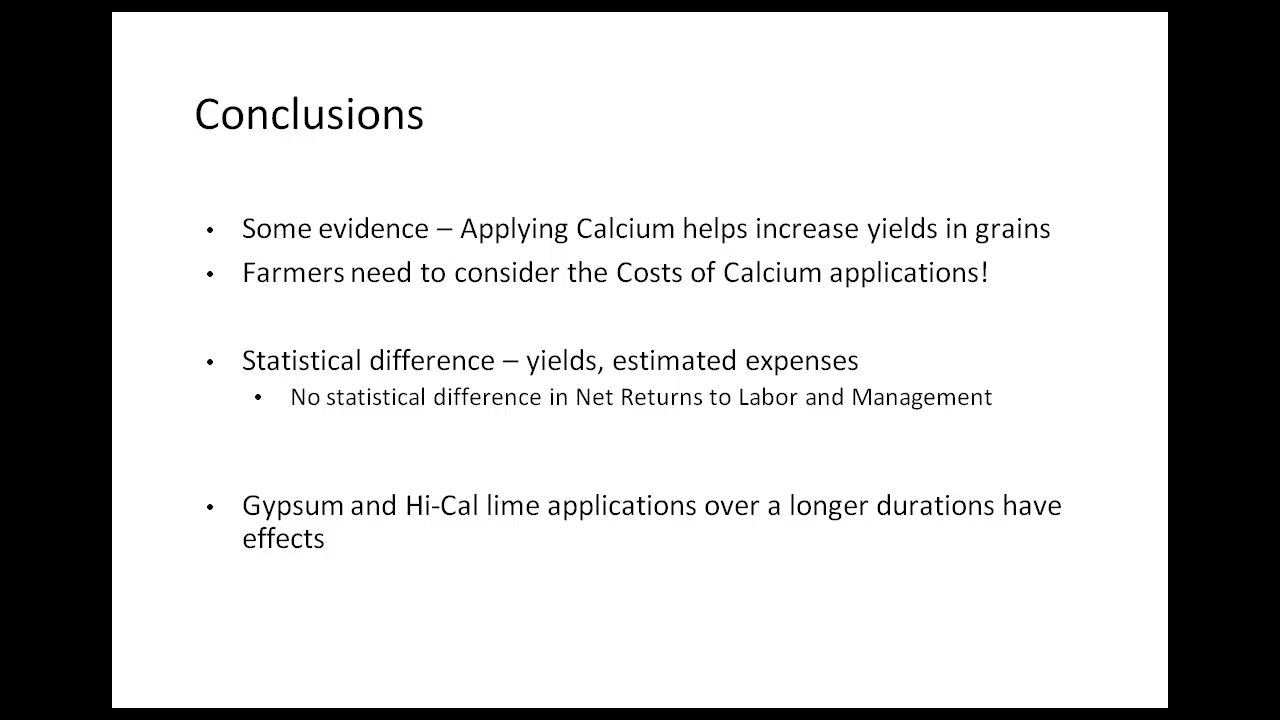 Conclusions
• Some evidence – Applying Calcium helps increase yields in grains
• Farmers need to consider the Costs of Calcium applications!
• Statistical difference – yields, estimated expenses
• No statistical difference in Net Returns to Labor and Management
• Gypsum and Hi-Cal lime applications over a longer durations have
effects